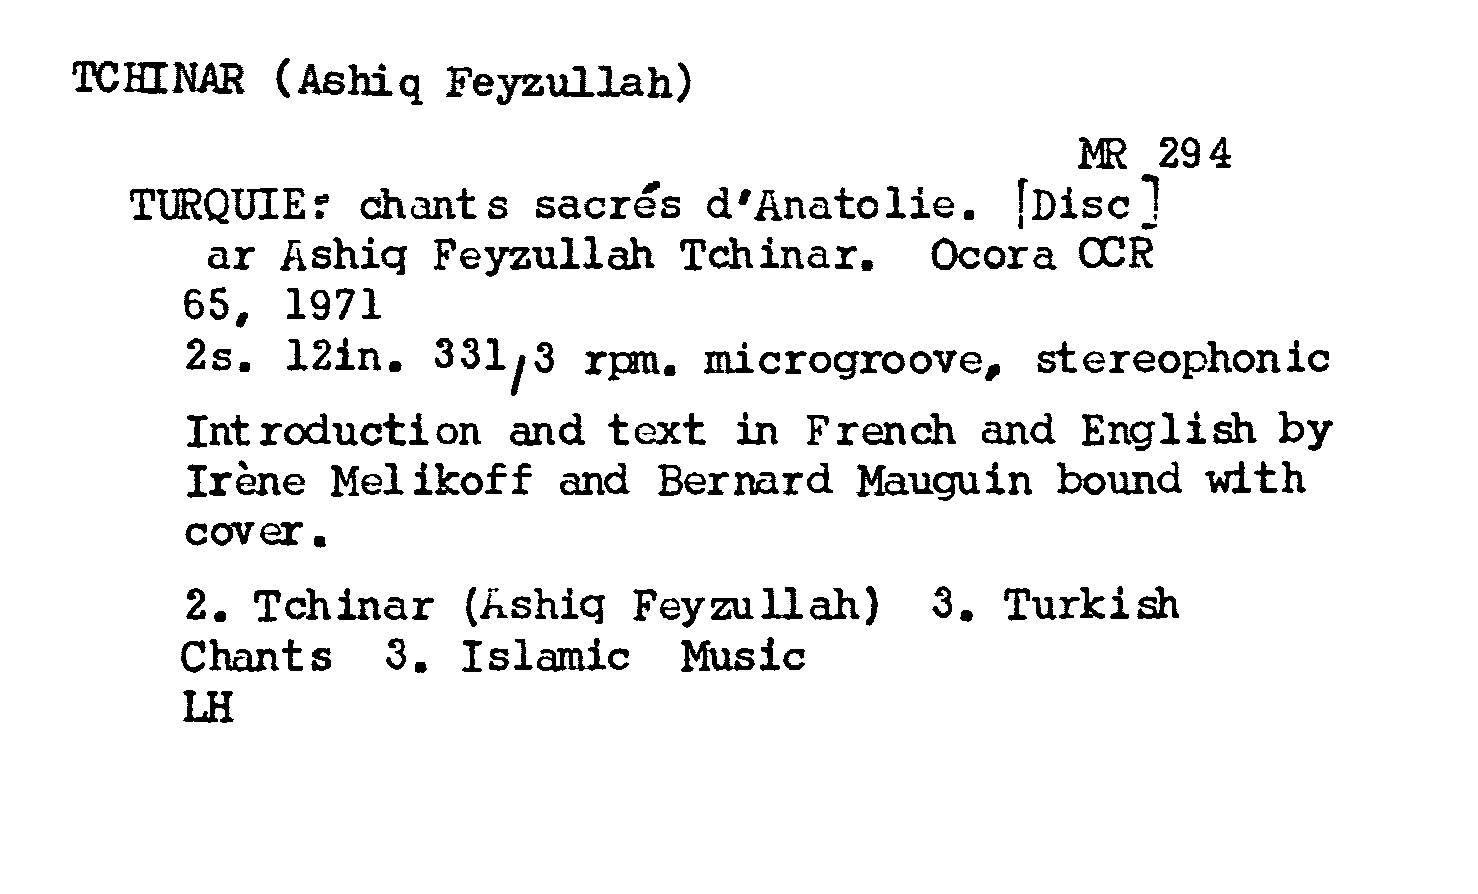 TCHINAR (Ashiq Feyzullah)
MR 294
TURQUIE: chants sacrés d'Anatolie. [Disc]
ar Ashiq Feyzullah Tchinar. Ocora OCR
65, 1971
2s. 12in. 331/3 rpm. microgroove, stereophonic
Introduction and text in French and English by
Irène Melikoff and Bernard Mauguin bound with
cover.
2. Tchinar (Ashiq Feyzullah) 3. Turkish
Chants 3. Islamic Music
LH